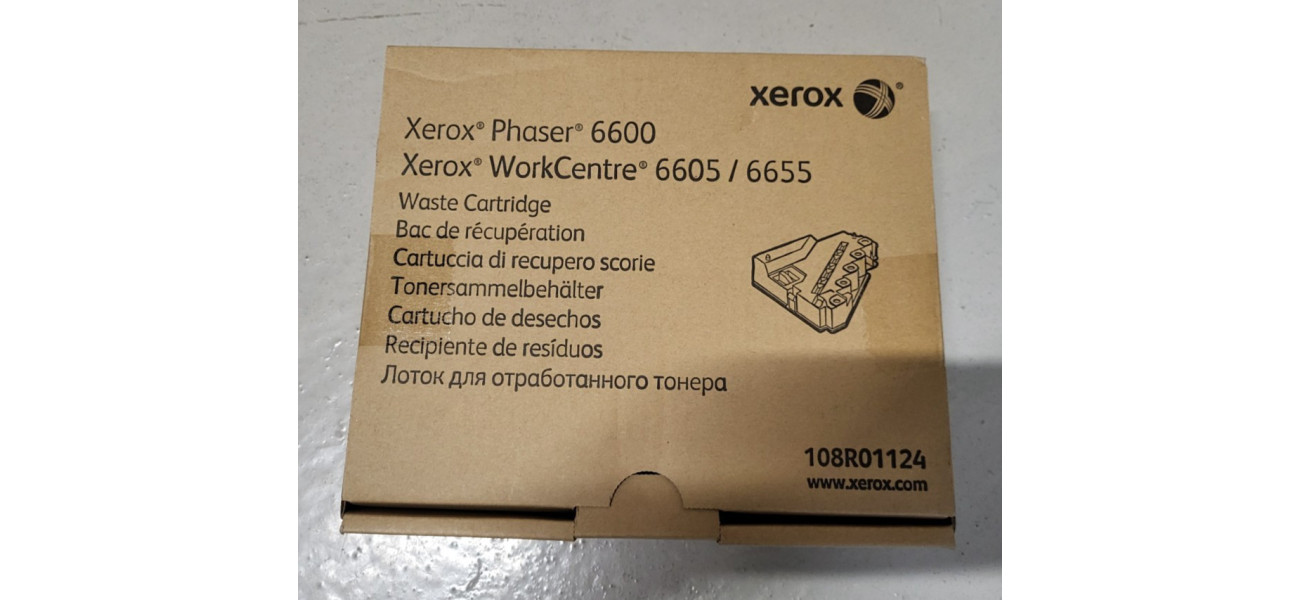 xerox®
Xerox® Phaser® 6600
Xerox® WorkCentre® 6605 / 6655
Waste Cartridge
Bac de récupération
Cartuccia di recupero scorie
Tonersammelbehälter
Cartucho de desechos
Recipiente de resíduos
Лоток для отработанного тонера
108R01124
www.xerox.com